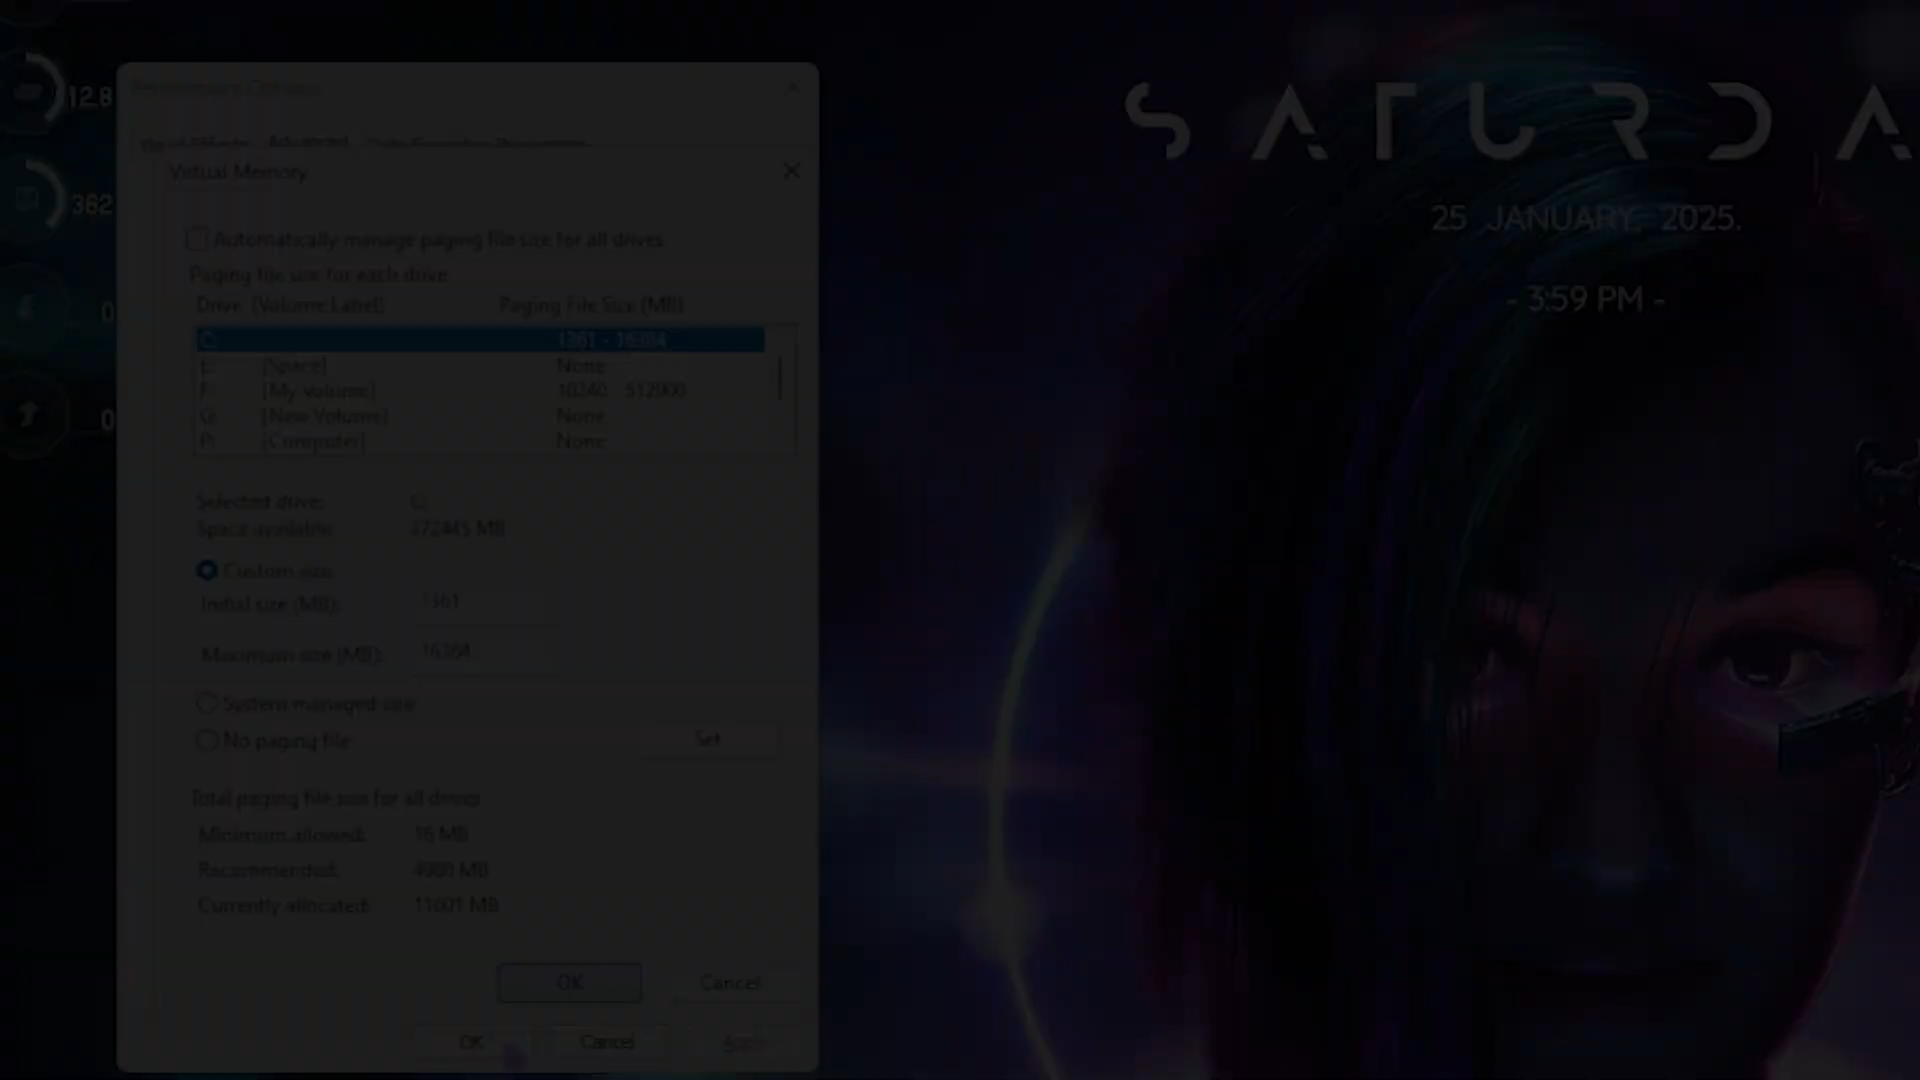 12.8
362
0
0
Performance Options
Visual Effects Advanced Data Execution Prevention
Virtual Memory
Automatically manage paging file size for all drives
Paging file size for each drive
Drive [Volume Label] Paging File Size (MB)
C: 1361 - 16384
E: [Space] None
F: [My volume] 10240 - 512000
G: [New Volume] None
P: [Computer] None
Selected drive: C:
Space available: 372445 MB
Custom size:
Initial size (MB): 1361
Maximum size (MB): 16384
System managed size
No paging file
Set
Total paging file size for all drives
Minimum allowed: 16 MB
Recommended: MB
Currently allocated: 11601 MB
OK Cancel
OK Cancel Apply
SATURDA
25 JANUARY, 2025.
- 3:59 PM -